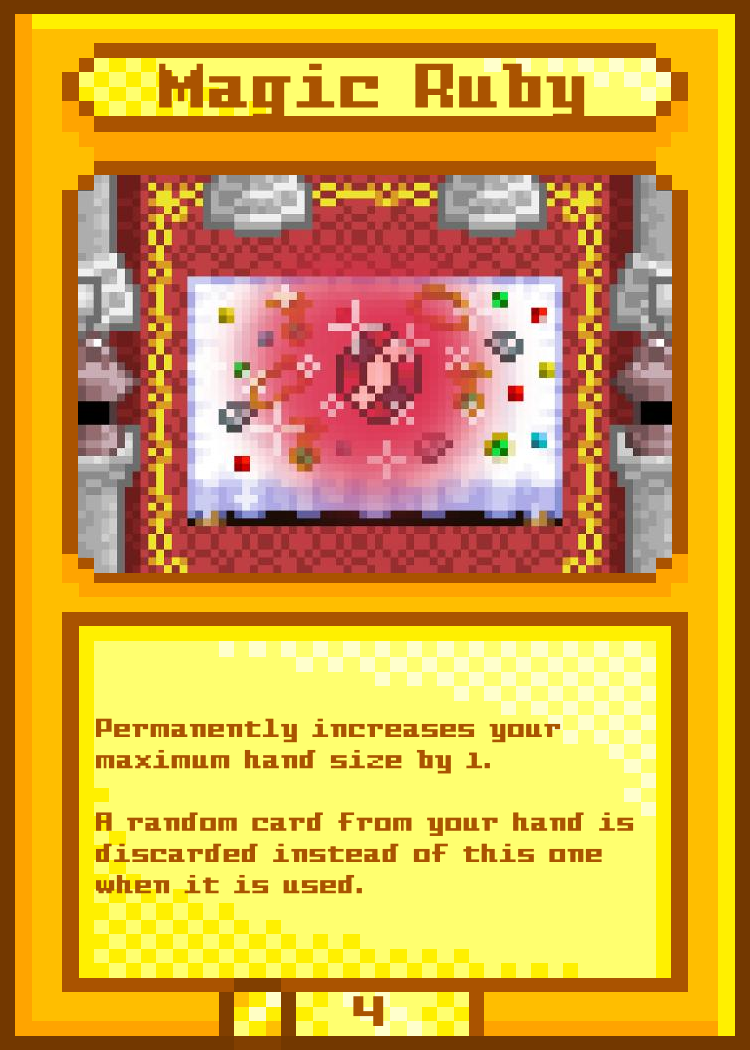 Magic Ruby
Permanently increases your
maximum hand size by 1.
A random card from your hand is
discarded instead of this one
when it is used.
4